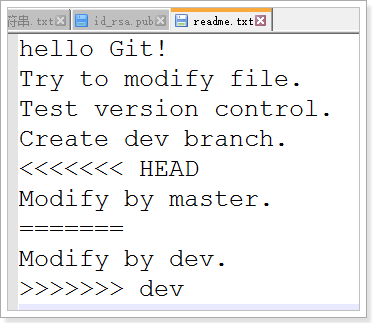 符串.txt id_rsa.pub readme.txt
hello Git!
Try to modify file.
Test version control.
Create dev branch.
<<<<<<< HEAD
Modify by master.
=======
Modify by dev.
>>>>>>> dev